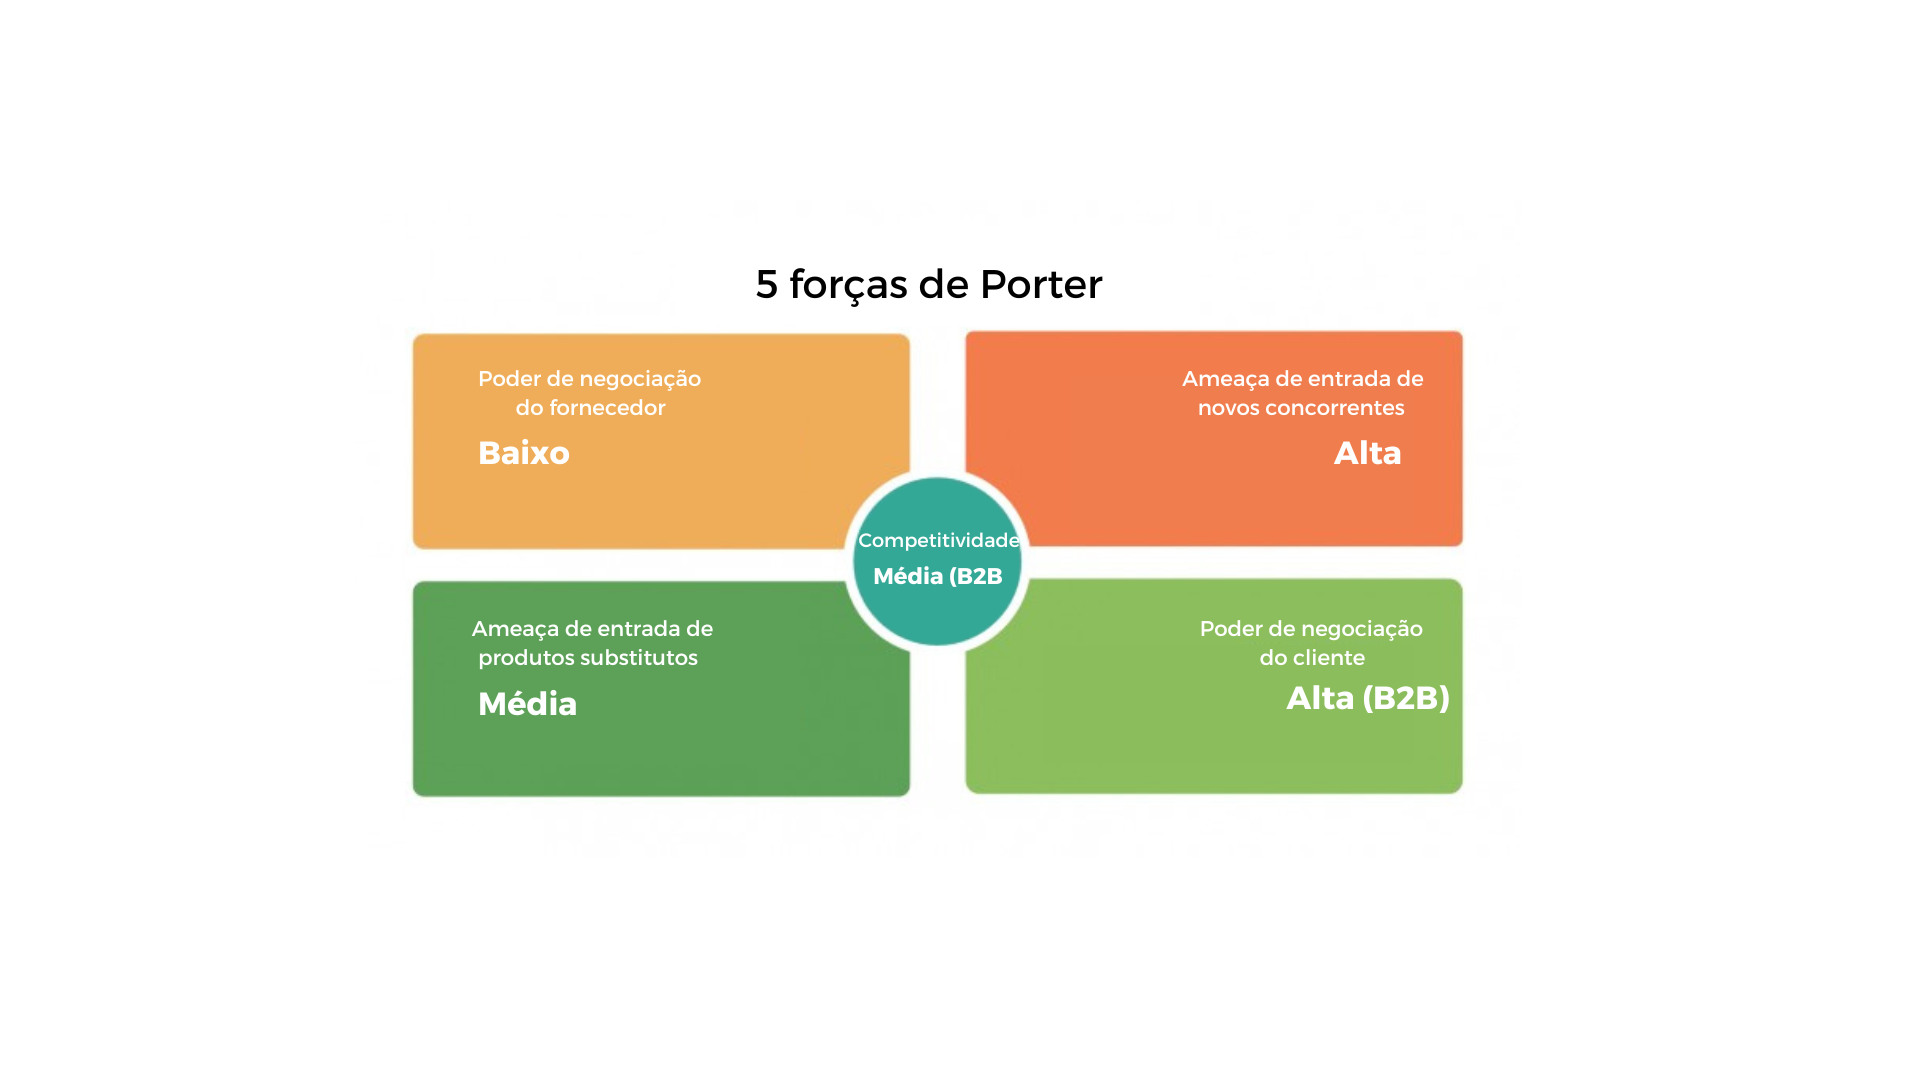 5 forças de Porter
Poder de negociação
do fornecedor
Baixo
Ameaça de entrada de
novos concorrentes
Alta
Competitividade
Média (B2B
Ameaça de entrada de
produtos substitutos
Média
Poder de negociação
do cliente
Alta (B2B)